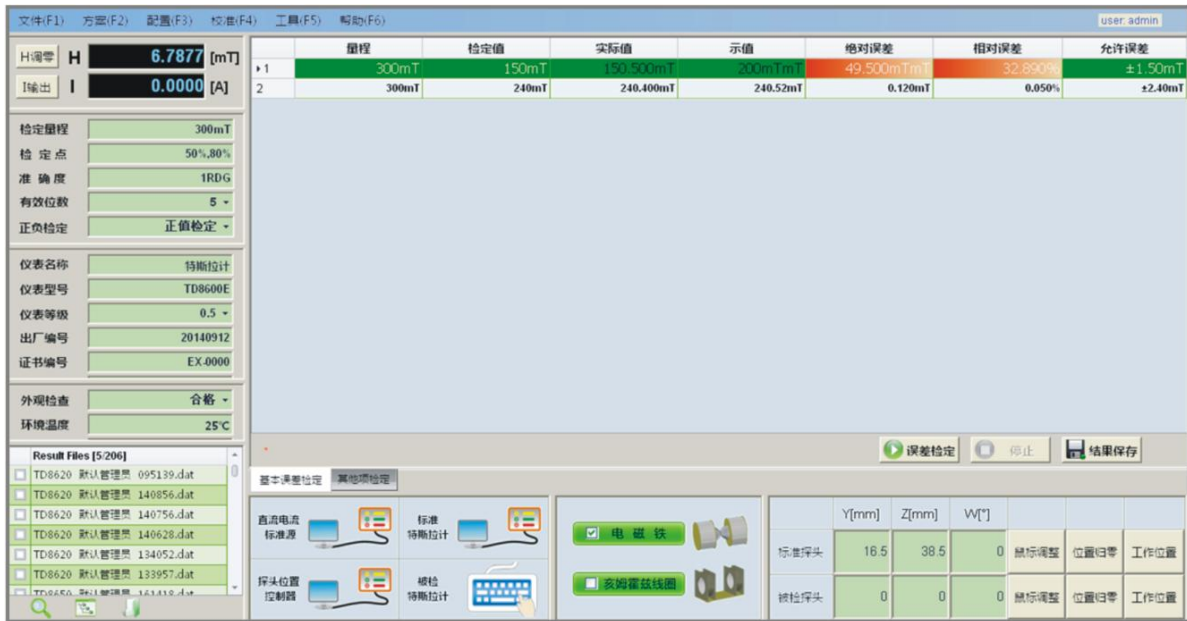 文件(F1) 方案(F2) 配置(F3) 校准(F4) 工具(F5) 帮助(F6) user: admin
H调零 H 6.7877 [mT]
I输出 I 0.0000 [A]
量程 检定值 实际值 示值 绝对误差 相对误差 允许误差
1 300mT 150mT 150.500mT 200mTmT 49.500mTmT 32.890% ±1.50mT
2 300mT 240mT 240.400mT 240.52mT 0.120mT 0.050% ±2.40mT
检定量程 300mT
检 定 点 50%,80%
准 确 度 1RDG
有效位数 5
正负检定 正值检定
仪表名称 特斯拉计
仪表型号 TD8600E
仪表等级 0.5
出厂编号 20140912
证书编号 EX-0000
外观检查 合格
环境温度 25℃
Result Files [5/206]
TD8620 默认管理员 095139.dat
TD8620 默认管理员 140856.dat
TD8620 默认管理员 140756.dat
TD8620 默认管理员 140628.dat
TD8620 默认管理员 134052.dat
TD8620 默认管理员 133957.dat
TD8650 默认管理员 161418.dat
误差检定 停止 结果保存
基本误差检定 其他项检定
直流电流
标准源
标准
特斯拉计
探头位置
控制器
被检
特斯拉计
电 磁 铁
亥姆霍兹线圈
Y[mm] Z[mm] W[°]
标准探头 16.5 38.5 0 鼠标调整 位置归零 工作位置
被检探头 0 0 0 鼠标调整 位置归零 工作位置